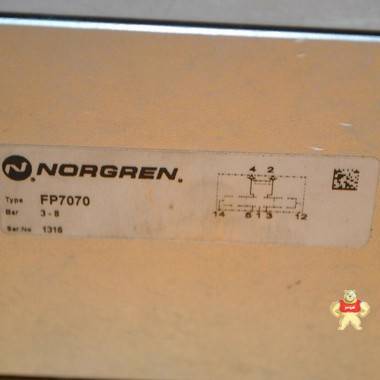 NORGREN.
Type FP7070
Bar 3-8
Ser.No 1316
4 2
14 5 1 3 12